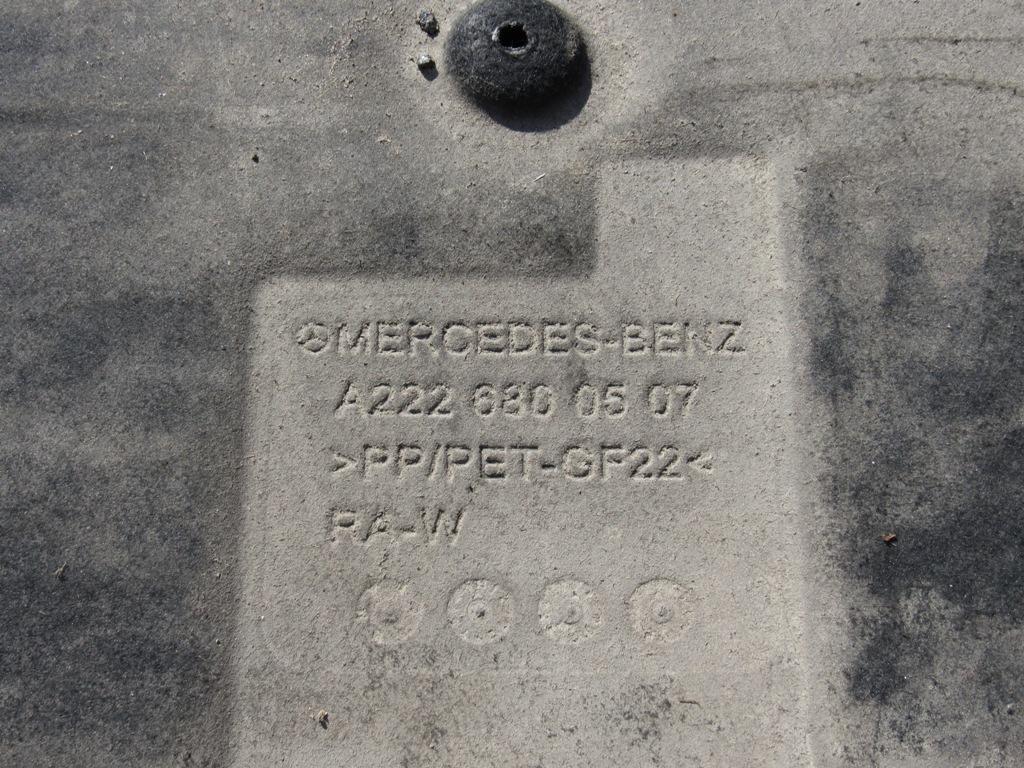 MERCEDES-BENZ
A222 680 05 07
>PP/PET-GF22<
RA-W